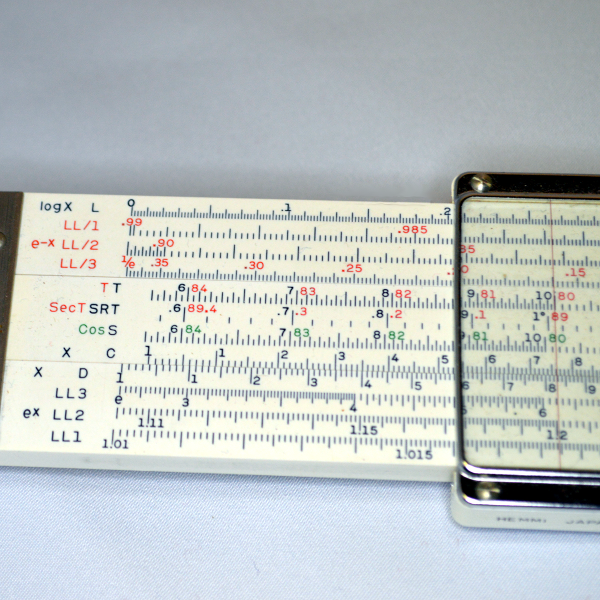 logX L 0 .1 .2
LL/1 .99 .985
e-x LL/2 .90 85
LL/3 1/e .35 .30 .25 .20 .15
T T 6 84 7 83 8 82 9 81 10 80
SecT SRT .6 89.4 .7 .3 .8 .2 .9 .1 1° 89
Cos S 6 84 7 83 8 82 9 81 10 80
X C 1 1 2 3 4 5 6 7 8
X D 1 1 2 3 4 5 6 7 8 9
LL3 e 3 4 6
ex LL2 1.11 1.15 1.2
LL1 1.01 1.015
HEMMI JAPA